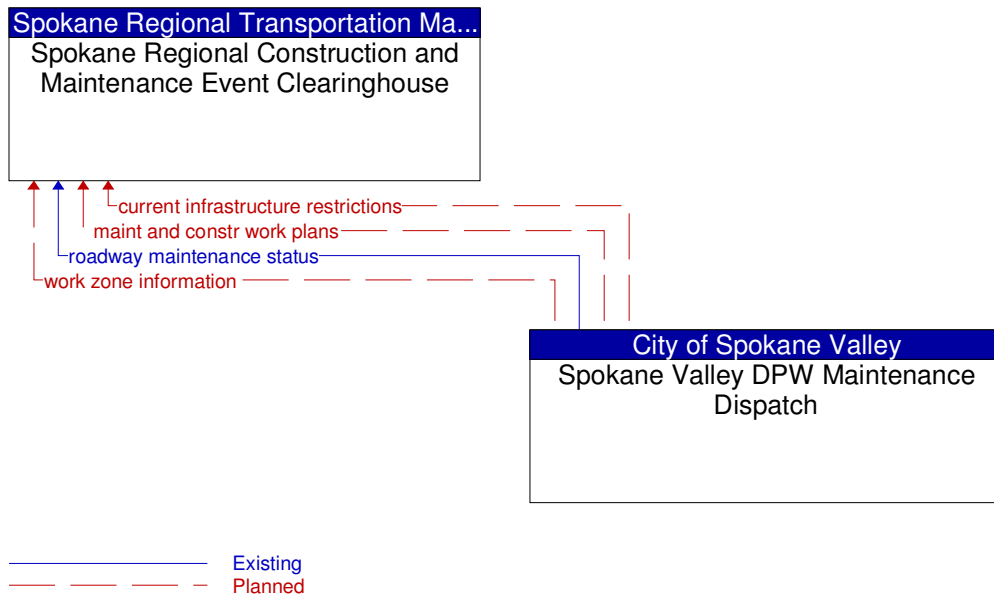 Spokane Regional Transportation Ma...
Spokane Regional Construction and
Maintenance Event Clearinghouse
current infrastructure restrictions
maint and constr work plans
roadway maintenance status
work zone information
City of Spokane Valley
Spokane Valley DPW Maintenance
Dispatch
Existing
Planned